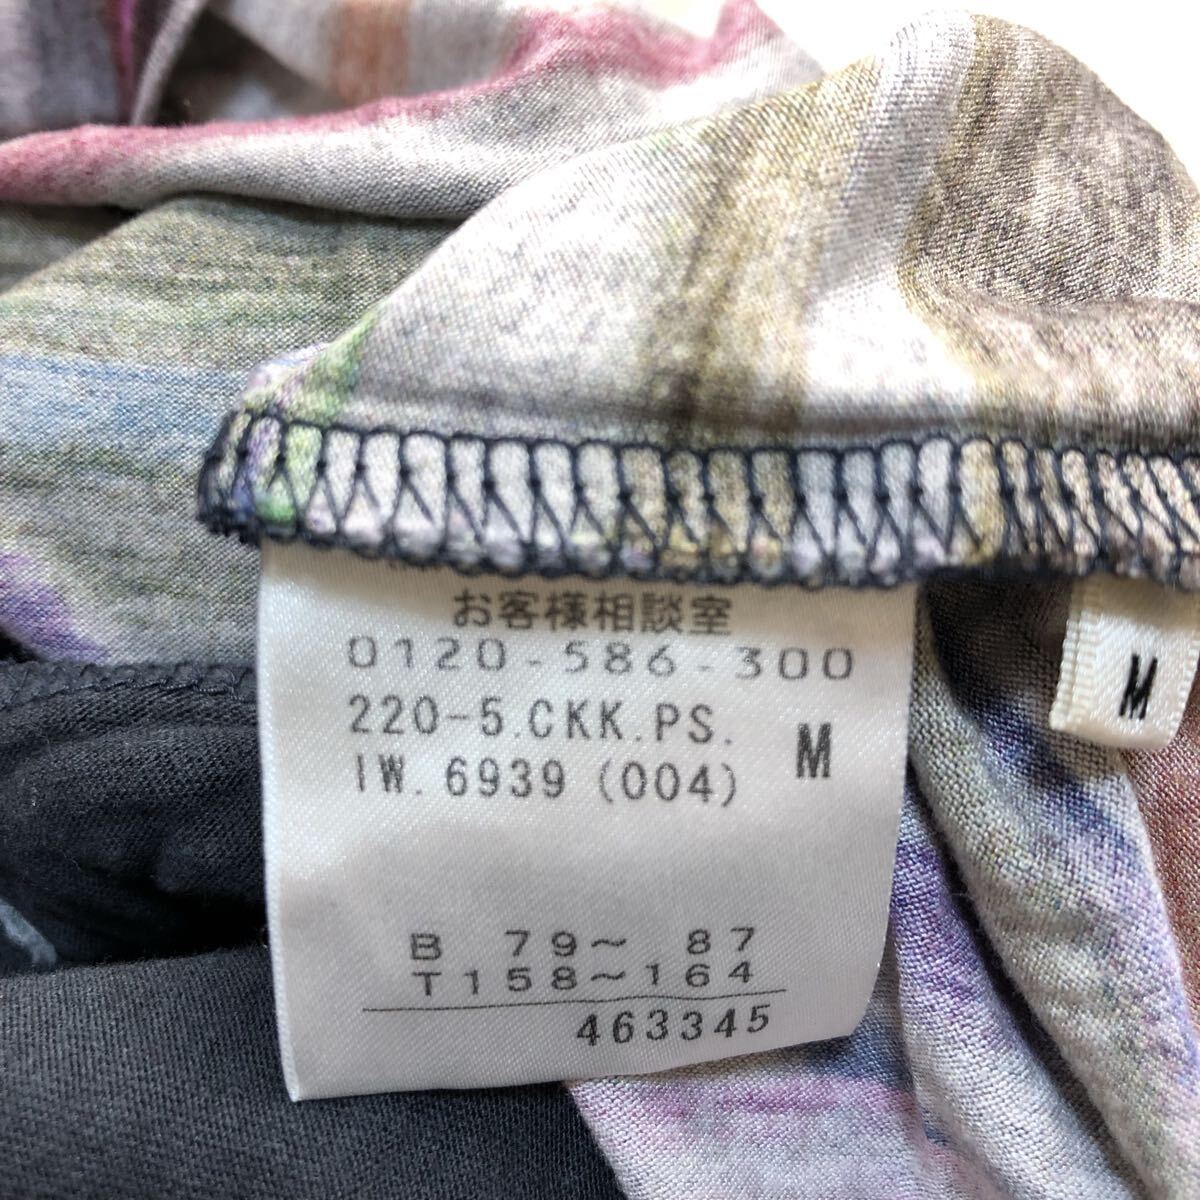 お客様相談室
0120-586-300
220-5.CKK.PS.
IW. 6939 (004)
M
B 79～ 87
T158～164
463345
M